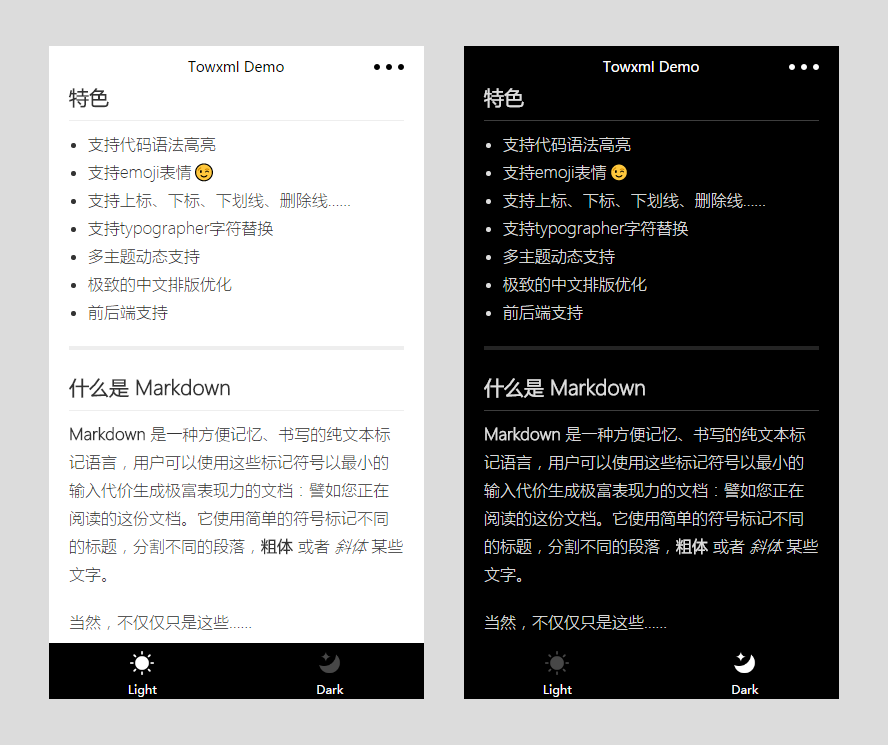 Towxml Demo
特色
支持代码语法高亮
支持emoji表情😉
支持上标、下标、下划线、删除线……
支持typographer字符替换
多主题动态支持
极致的中文排版优化
前后端支持
什么是 Markdown
Markdown 是一种方便记忆、书写的纯文本标
记语言，用户可以使用这些标记符号以最小的
输入代价生成极富表现力的文档：譬如您正在
阅读的这份文档。它使用简单的符号标记不同
的标题，分割不同的段落，粗体 或者 斜体 某些
文字。
当然，不仅仅只是这些……
Light
Dark
Towxml Demo
特色
支持代码语法高亮
支持emoji表情😉
支持上标、下标、下划线、删除线……
支持typographer字符替换
多主题动态支持
极致的中文排版优化
前后端支持
什么是 Markdown
Markdown 是一种方便记忆、书写的纯文本标
记语言，用户可以使用这些标记符号以最小的
输入代价生成极富表现力的文档：譬如您正在
阅读的这份文档。它使用简单的符号标记不同
的标题，分割不同的段落，粗体 或者 斜体 某些
文字。
当然，不仅仅只是这些……
Light
Dark